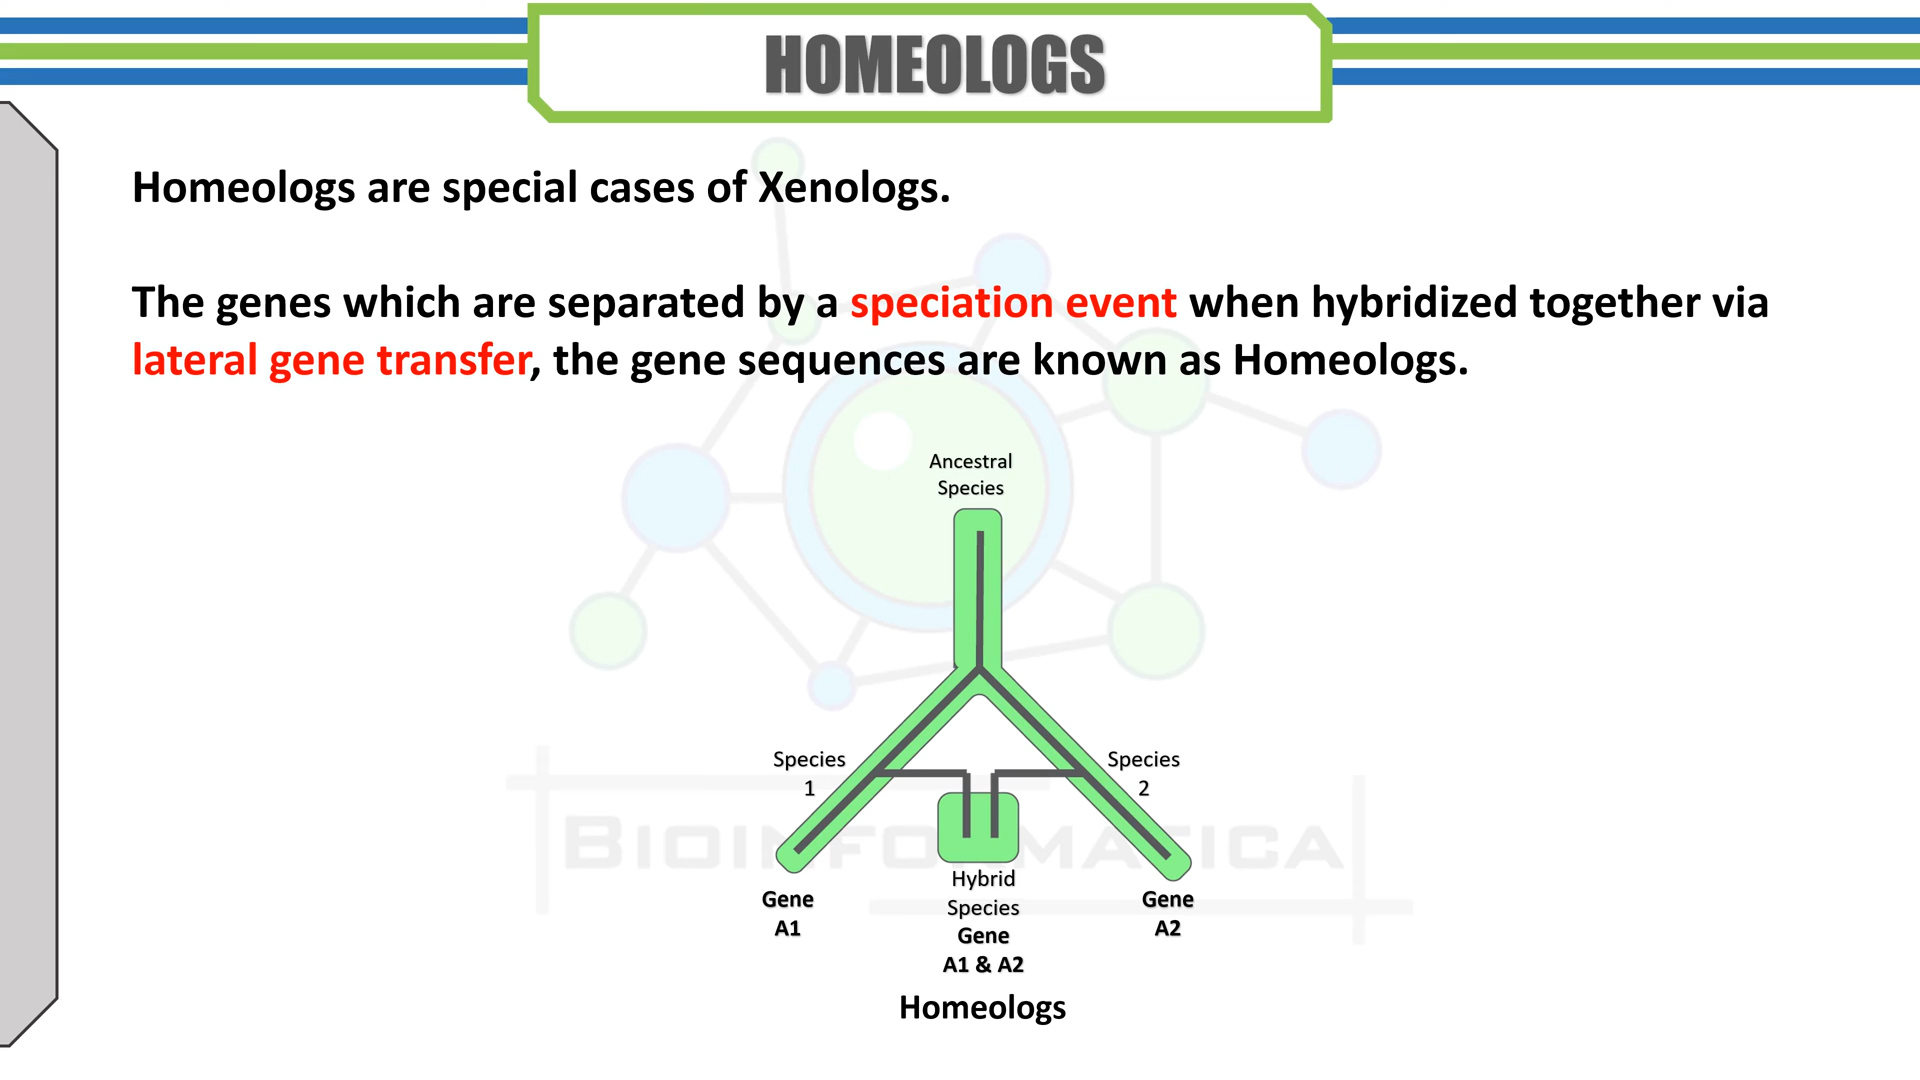 HOMEOLOGS
Homeologs are special cases of Xenologs.
The genes which are separated by a speciation event when hybridized together via
lateral gene transfer, the gene sequences are known as Homeologs.
Ancestral
Species
Species
1
Species
2
BIOINFORMATICA
Gene
A1
Hybrid
Species
Gene
A1 & A2
Gene
A2
Homeologs